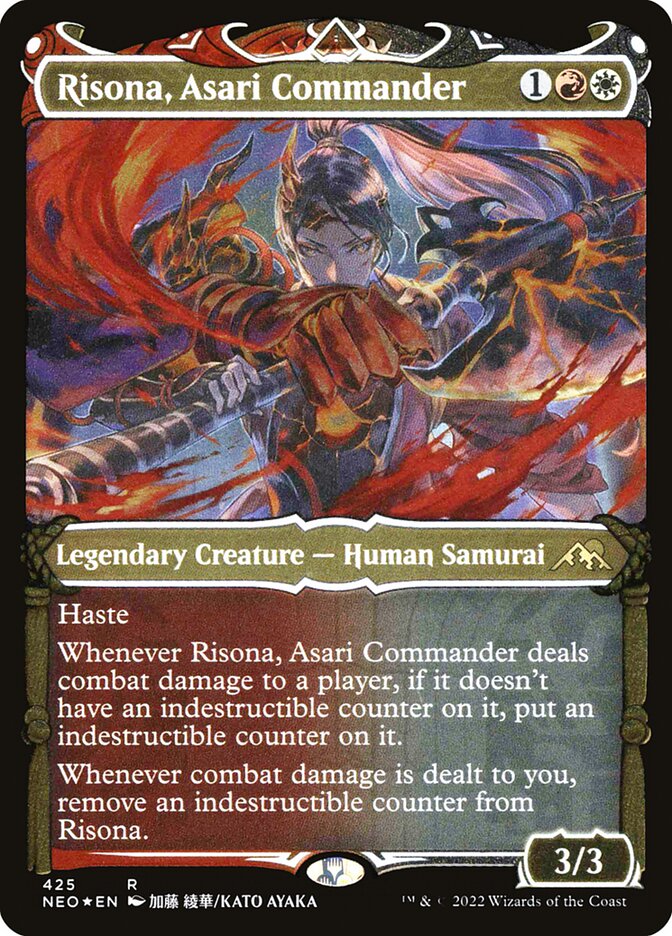 Risona, Asari Commander 1
Legendary Creature — Human Samurai
Haste
Whenever Risona, Asari Commander deals
combat damage to a player, if it doesn't
have an indestructible counter on it, put an
indestructible counter on it.
Whenever combat damage is dealt to you,
remove an indestructible counter from
Risona.
3/3
425 R
NEO★EN 加藤 綾華/KATO AYAKA
™ & © 2022 Wizards of the Coast